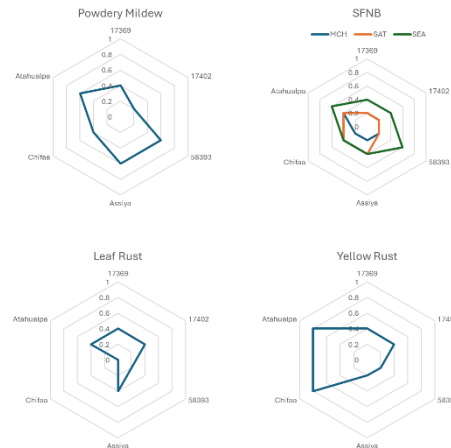 Powdery Mildew
17369
1
0.8
0.6
0.4
0.2
0
17402
58393
Assiya
Chifaa
Atahualpa
SFNB
MCH SAT SEA
17369
1
0.8
0.6
0.4
0.2
0
17402
58393
Assiya
Chifaa
Atahualpa
Leaf Rust
17369
1
0.8
0.6
0.4
0.2
0
17402
58393
Assiya
Chifaa
Atahualpa
Yellow Rust
17369
1
0.8
0.6
0.4
0.2
0
58393
Assiya
Chifaa
Atahualpa